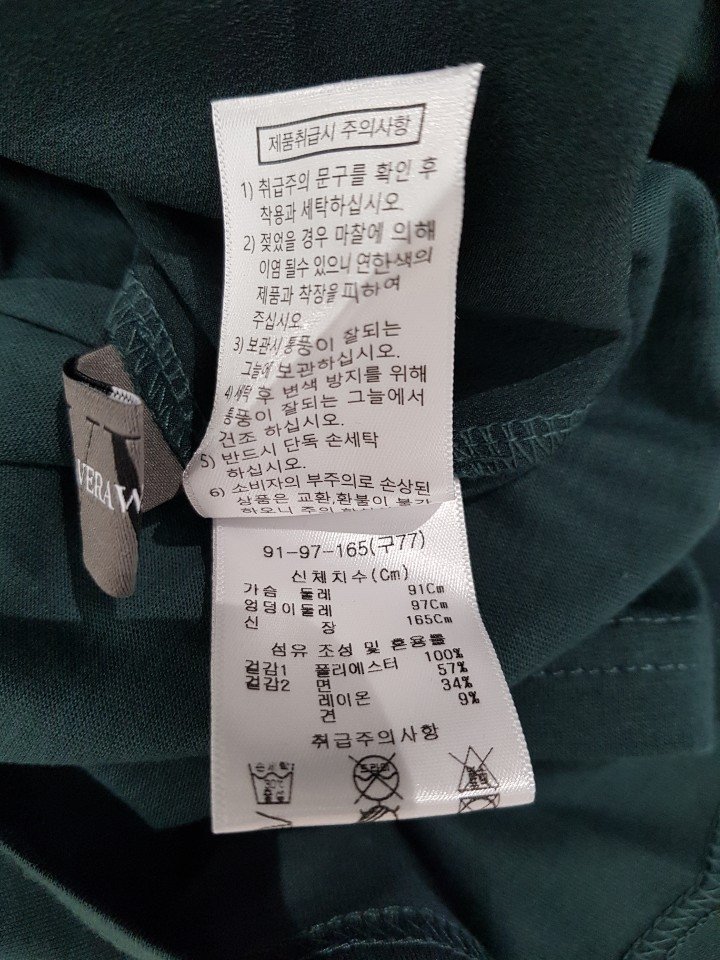 제품취급시 주의사항
1) 취급주의 문구를 확인 후
착용과 세탁하십시오
2) 젖었을 경우 마찰에 의해
이염 될수 있으니 연한색의
제품과 착장을 피하여
주십시오
3) 보관시 통풍이 잘되는
그늘에 보관하십시오.
4)세탁 후 변색 방지를 위해
통풍이 잘되는 그늘에서
건조 하십시오.
5) 반드시 단독 손세탁
하십시오.
6) 소비자의 부주의로 손상된
상품은 교환,환불이 불가
VERA W
91-97-165(구77)
신체치수(Cm)
가슴 둘레 91Cm
엉덩이둘레 97Cm
신 장 165Cm
섬유 조성 및 혼용률
겉감1 폴리에스터 100%
겉감2 면 57%
레이온 34%
견 9%
취급주의사항
손세탁
드라이